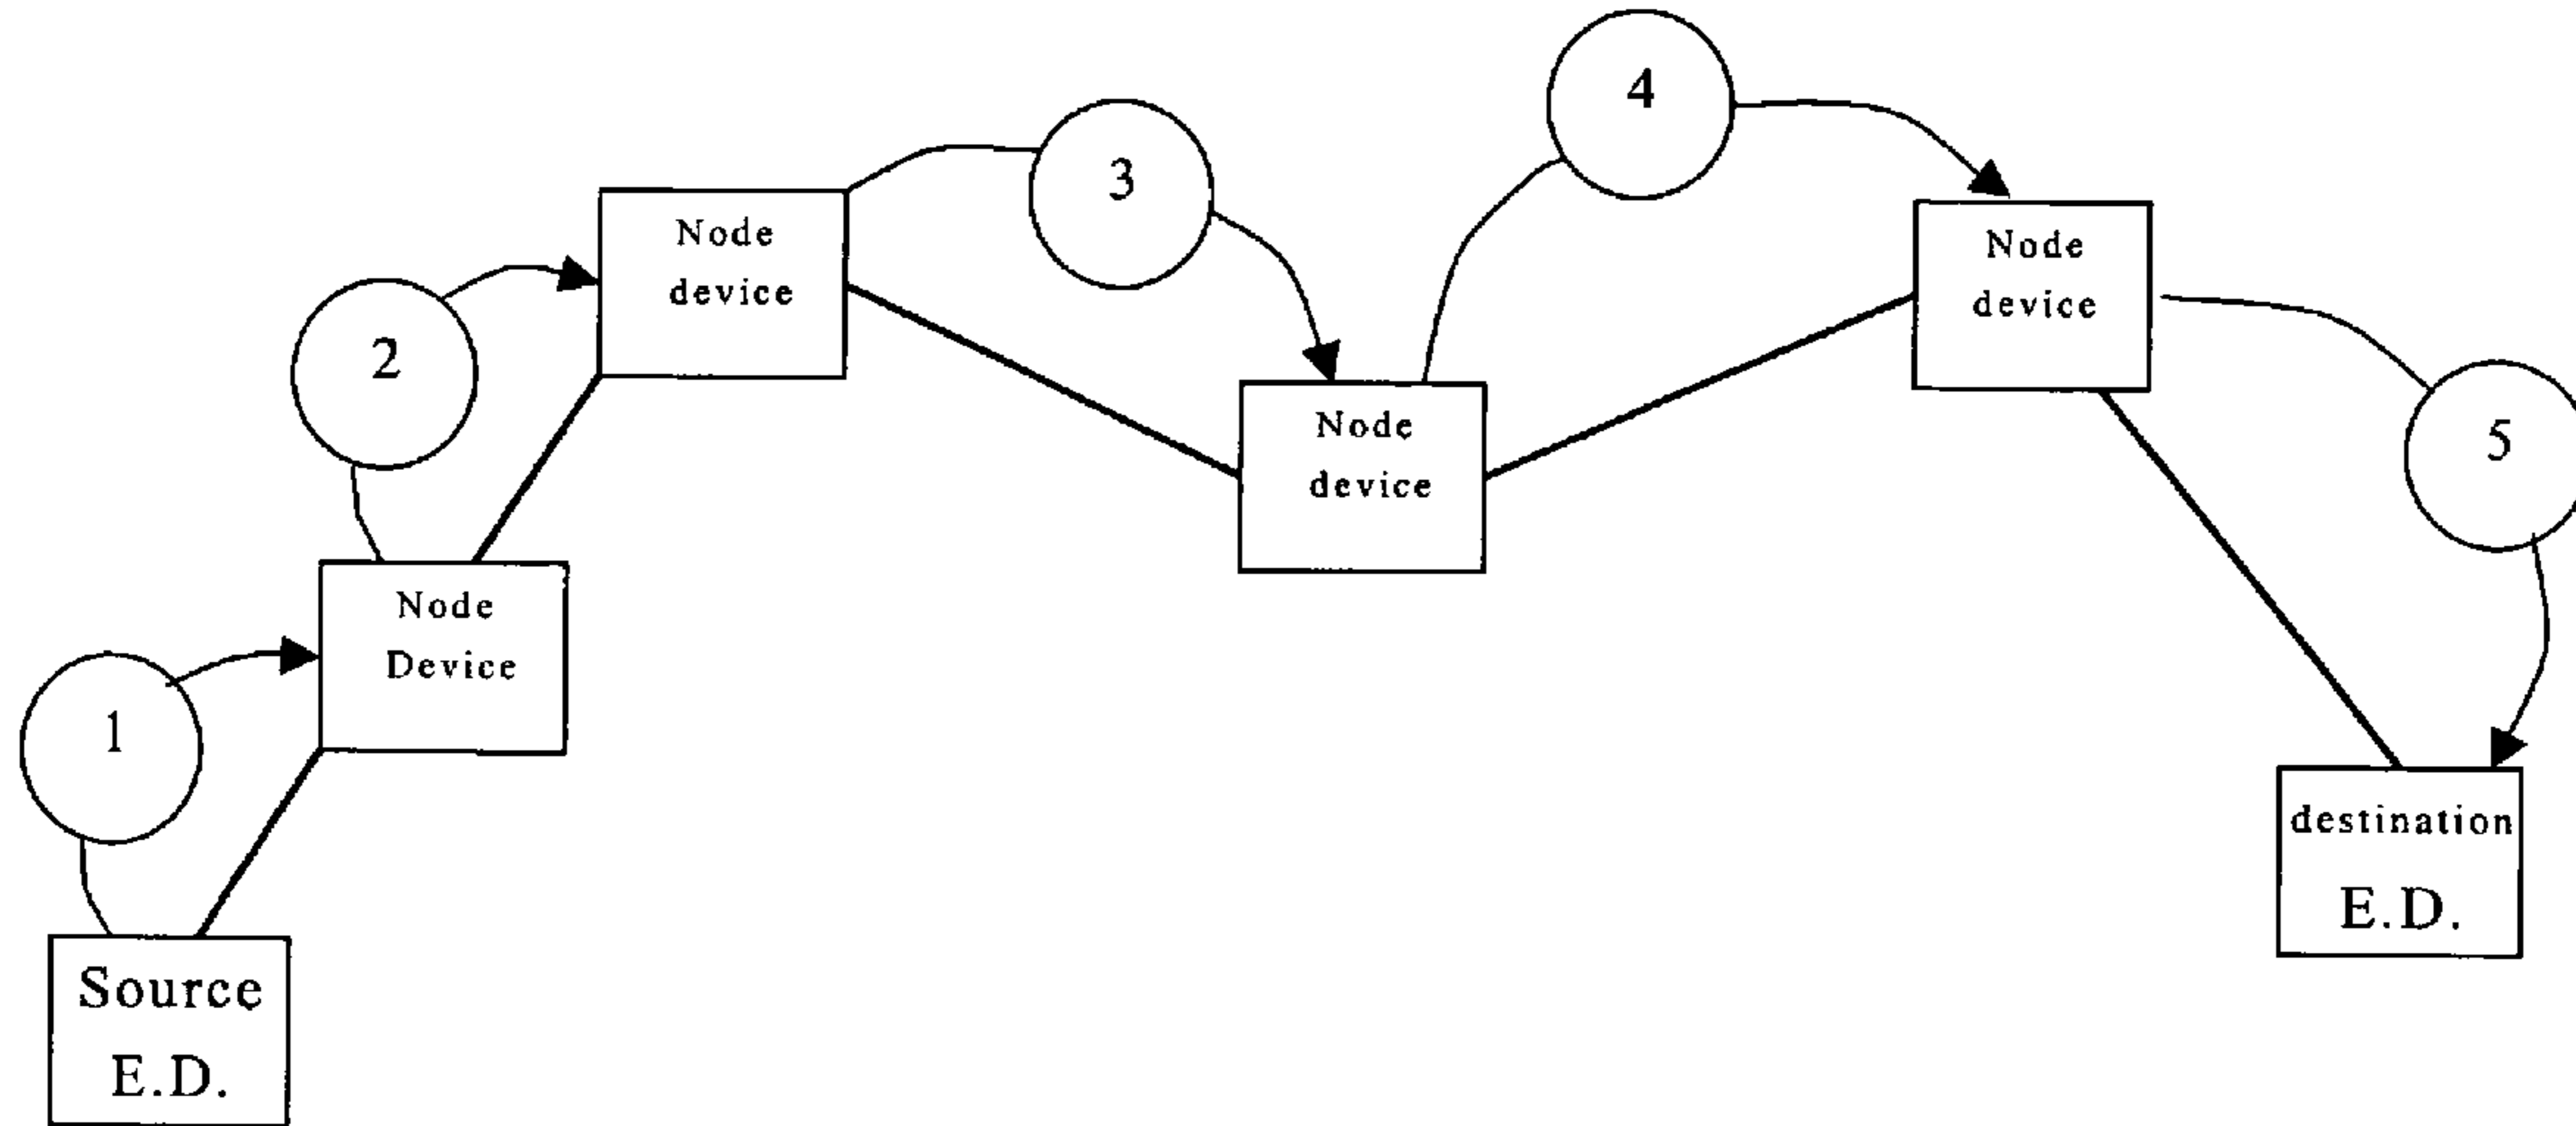 4
3
Node
device
Node
device
2
Node
device
5
Node
Device
1
destination
E.D.
Source
E.D.